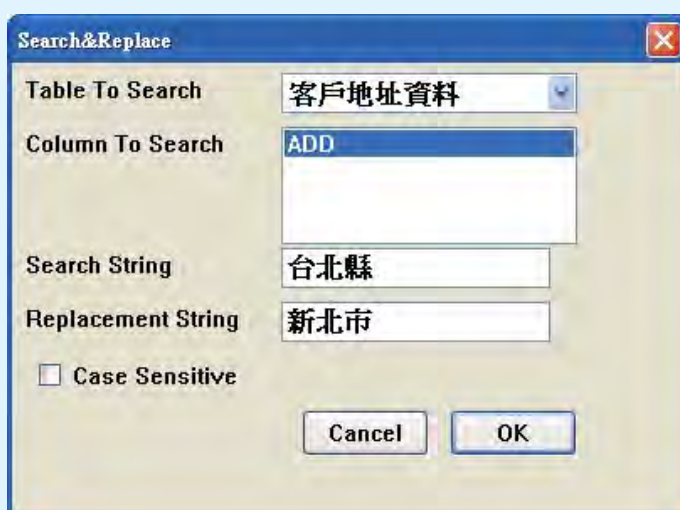 Search&Replace
Table To Search 客戶地址資料
Column To Search ADD
Search String 台北縣
Replacement String 新北市
Case Sensitive
Cancel OK